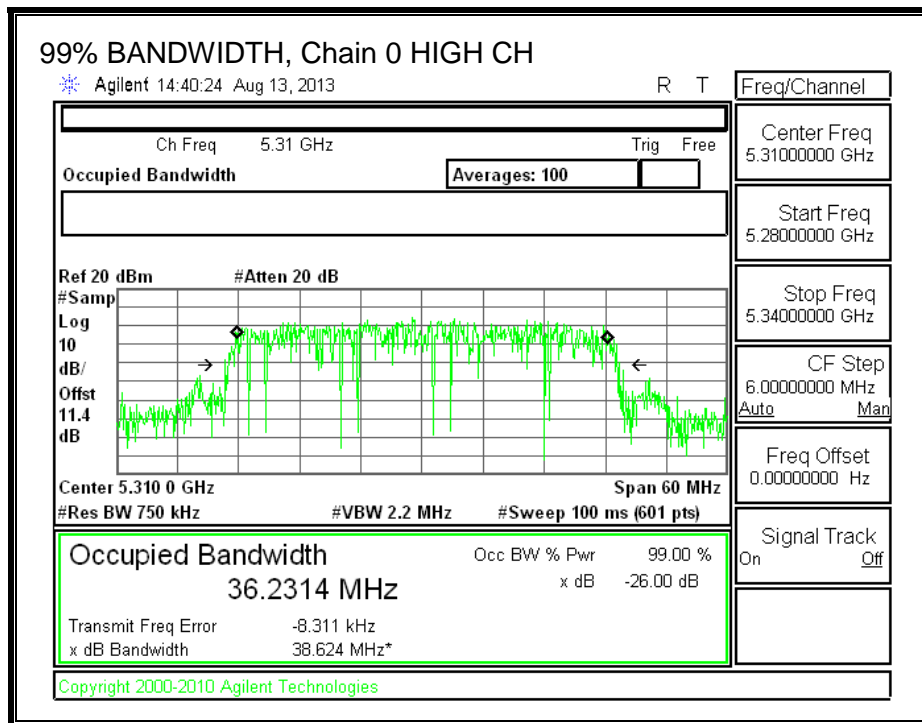 99% BANDWIDTH, Chain 0 HIGH CH
Agilent 14:40:24 Aug 13, 2013 R T
Freq/Channel
Ch Freq 5.31 GHz Trig Free
Occupied Bandwidth Averages: 100
Center Freq
5.31000000 GHz
Start Freq
5.28000000 GHz
Stop Freq
5.34000000 GHz
CF Step
6.00000000 MHz
Auto Man
Freq Offset
0.00000000 Hz
Signal Track
On Off
Ref 20 dBm #Atten 20 dB
#Samp
Log
10
dB/
Offst
11.4
dB
Center 5.310 0 GHz Span 60 MHz
#Res BW 750 kHz #VBW 2.2 MHz #Sweep 100 ms (601 pts)
Occupied Bandwidth Occ BW % Pwr 99.00 %
36.2314 MHz x dB -26.00 dB
Transmit Freq Error -8.311 kHz
x dB Bandwidth 38.624 MHz*
Copyright 2000-2010 Agilent Technologies